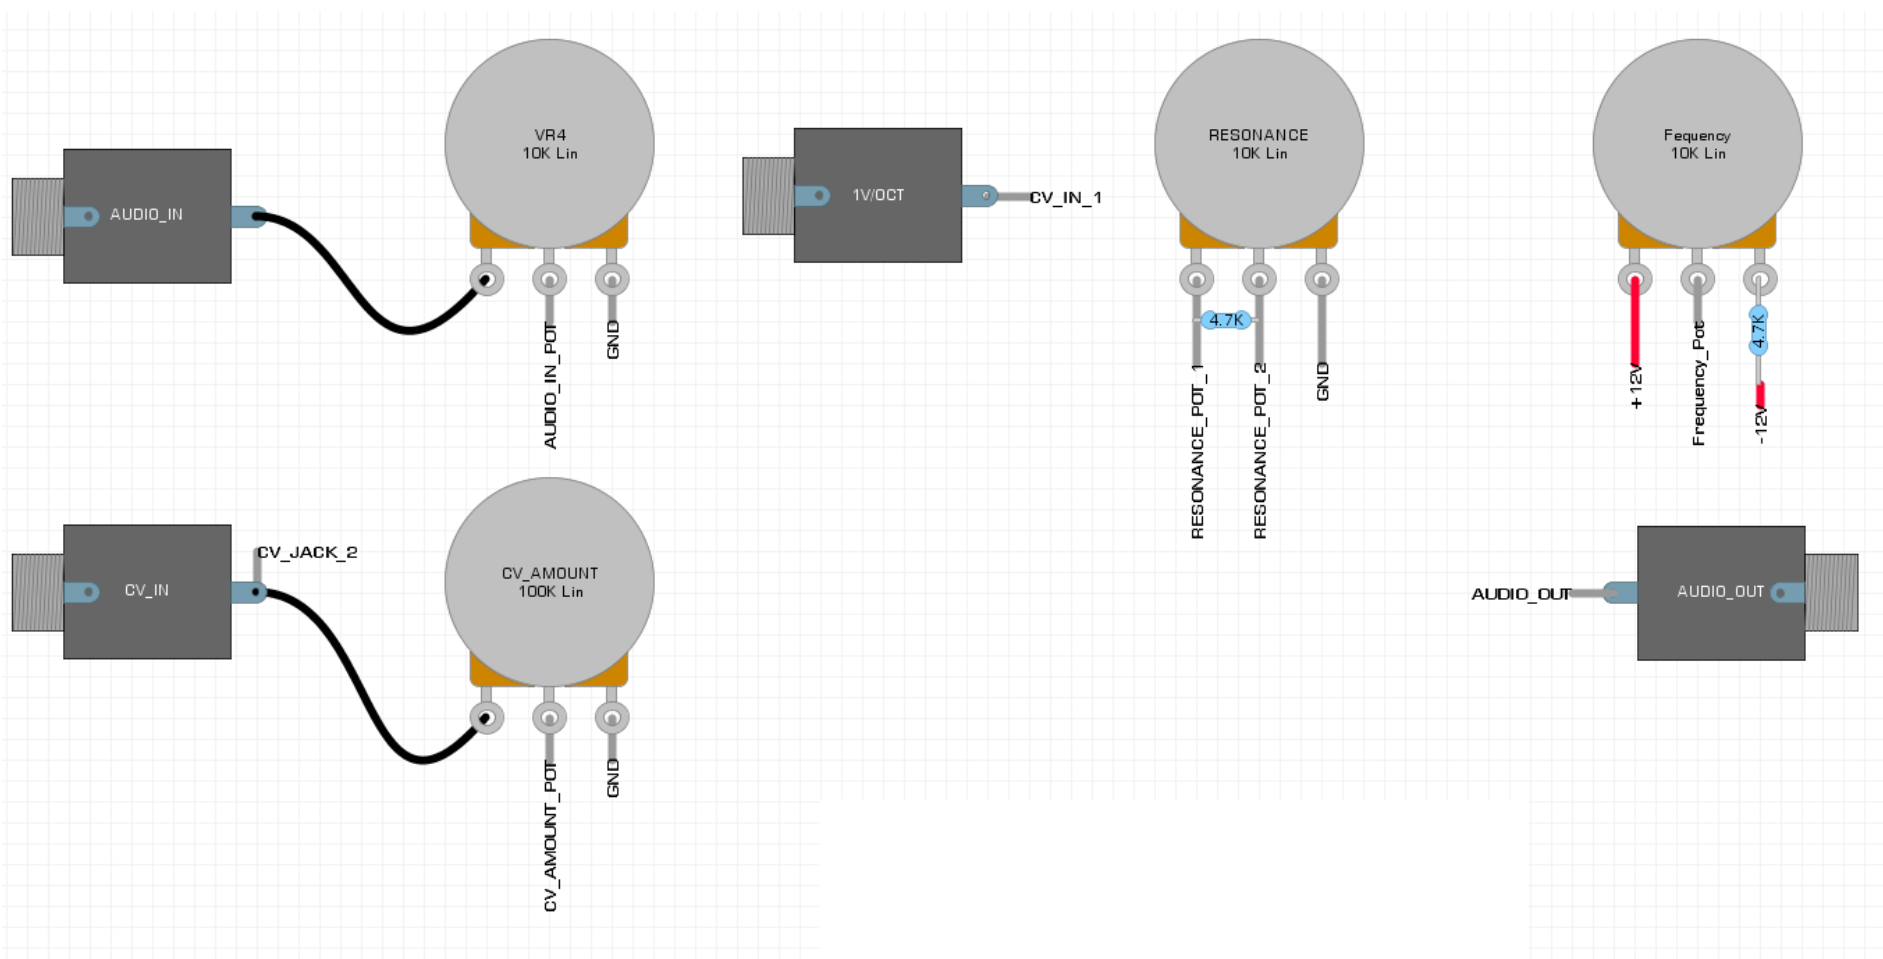 VR4
10K Lin
AUDIO_IN
AUDIO_IN_POT
GND
1V/OCT
CV_IN_1
RESONANCE
10K Lin
4.7K
RESONANCE_POT_1
RESONANCE_POT_2
GND
Fequency
10K Lin
4.7K
+12V
Frequency_Pot
-12V
CV_JACK_2
CV_IN
CV_AMOUNT
100K Lin
CV_AMOUNT_POT
GND
AUDIO_OUT
AUDIO_OUT